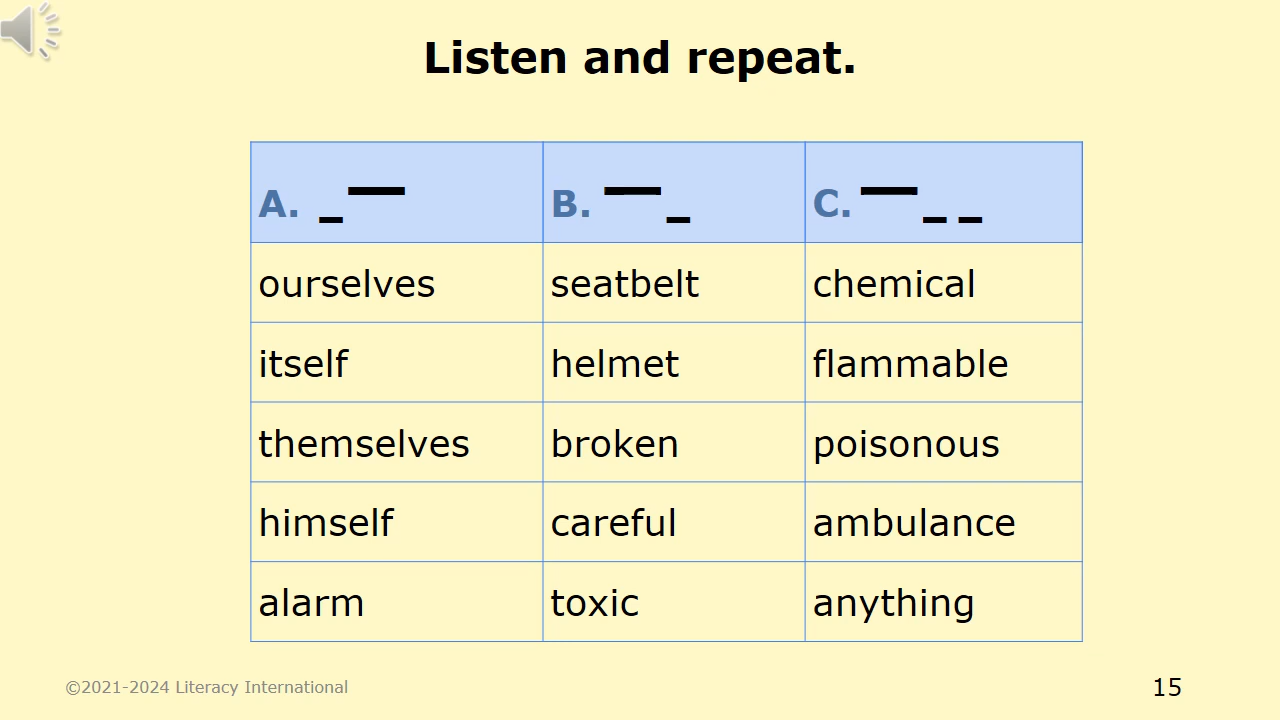 Listen and repeat.
A. B. C.
ourselves seatbelt chemical
itself helmet flammable
themselves broken poisonous
himself careful ambulance
alarm toxic anything
©2021-2024 Literacy International 15